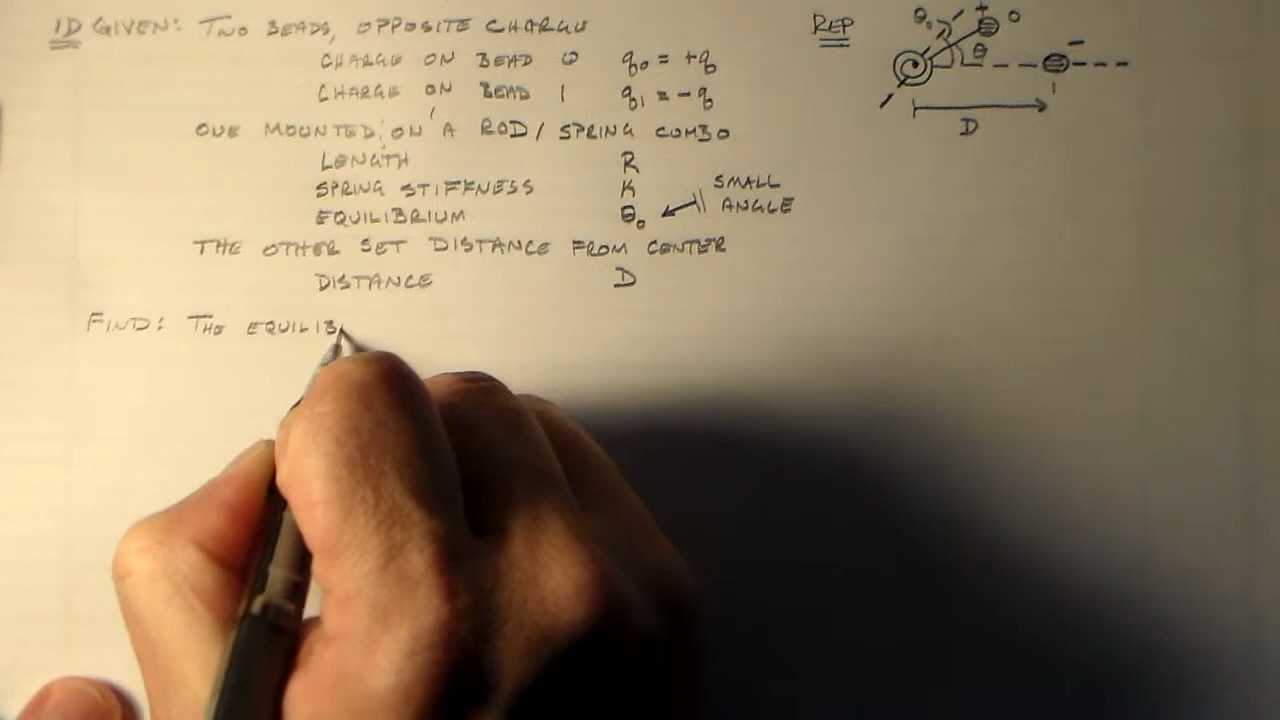 ID GIVEN: TWO BEADS, OPPOSITE CHARGE
CHARGE ON BEAD 0 q₀ = +q
CHARGE ON BEAD 1 q₁ = -q
ONE MOUNTED ON A ROD/SPRING COMBO
LENGTH R
SPRING STIFFNESS K
EQUILIBRIUM θ₀
SMALL
ANGLE
THE OTHER SET DISTANCE FROM CENTER
DISTANCE D
FIND: THE EQUILIB
REP
θ₀ + 0
θ -
1
D